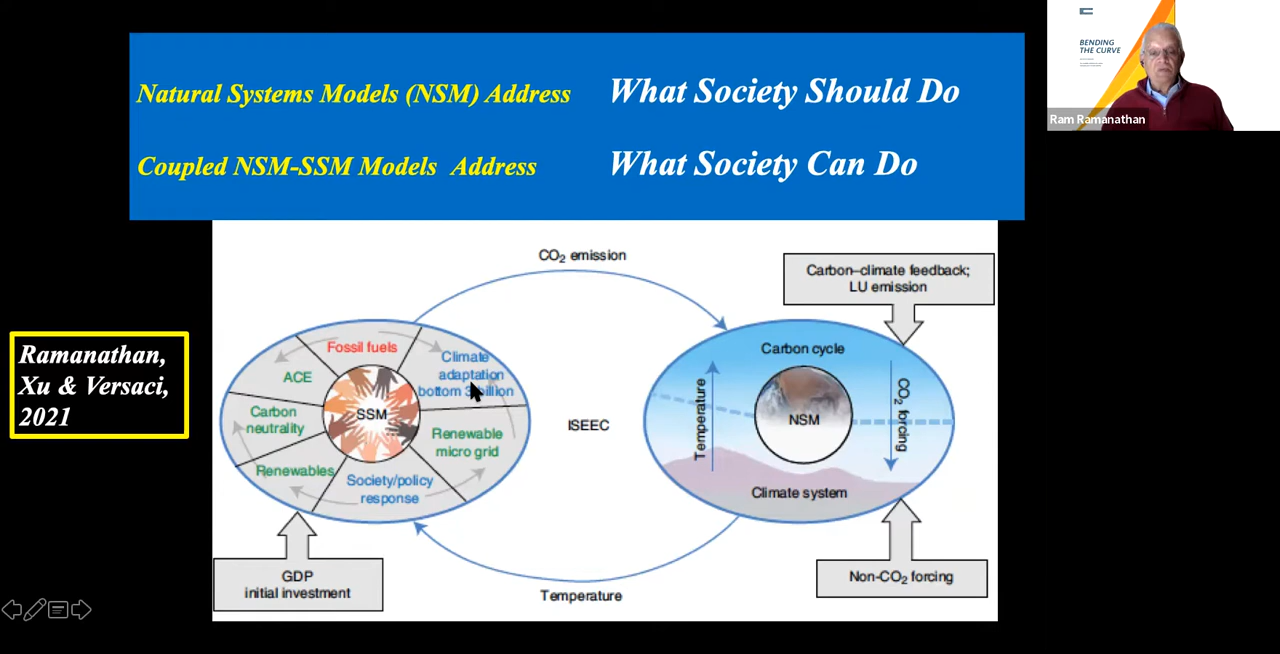 Natural Systems Models (NSM) Address What Society Should Do
Coupled NSM-SSM Models Address What Society Can Do
BENDING
THE CURVE
Ram Ramanathan
Ramanathan,
Xu & Versaci,
2021
CO2 emission
Fossil fuels
Climate
adaptation
bottom 3 billion
ACE
SSM
Carbon
neutrality
Renewable
micro grid
Renewables
Society/policy
response
GDP
initial investment
ISEEC
Temperature
Carbon–climate feedback;
LU emission
Carbon cycle
Temperature
NSM
CO2 forcing
Climate system
Non-CO2 forcing